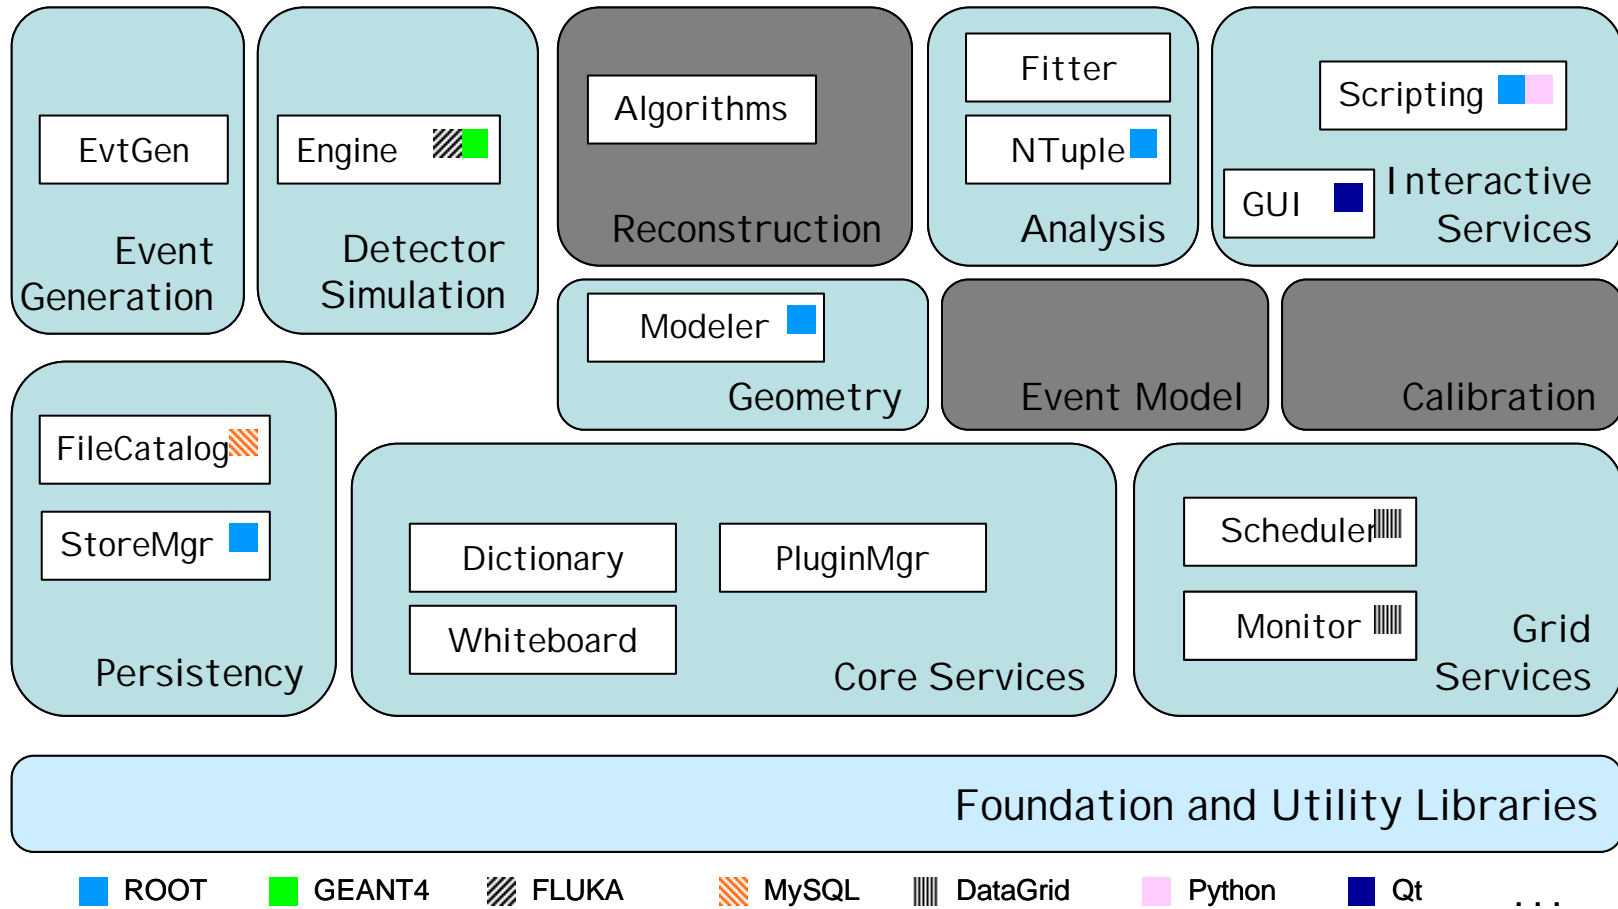 EvtGen
Event
Generation
Engine
Detector
Simulation
Algorithms
Reconstruction
Fitter
NTuple
Analysis
Scripting
GUI
Interactive
Services
Modeler
Geometry
Event Model
Calibration
FileCatalog
StoreMgr
Persistency
Dictionary
PluginMgr
Whiteboard
Core Services
Scheduler
Monitor
Grid
Services
Foundation and Utility Libraries
ROOT GEANT4 FLUKA MySQL DataGrid Python Qt ...